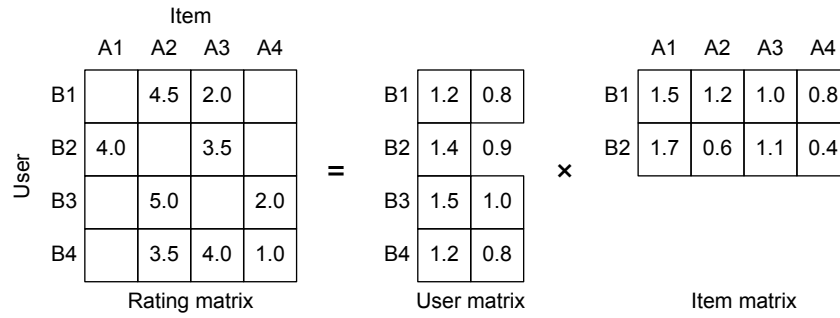 Item
A1 A2 A3 A4 A1 A2 A3 A4
B1 4.5 2.0 B1 1.2 0.8 B1 1.5 1.2 1.0 0.8
B2 4.0 3.5 B2 1.4 0.9 B2 1.7 0.6 1.1 0.4
User = ×
B3 5.0 2.0 B3 1.5 1.0
B4 3.5 4.0 1.0 B4 1.2 0.8
Rating matrix User matrix Item matrix